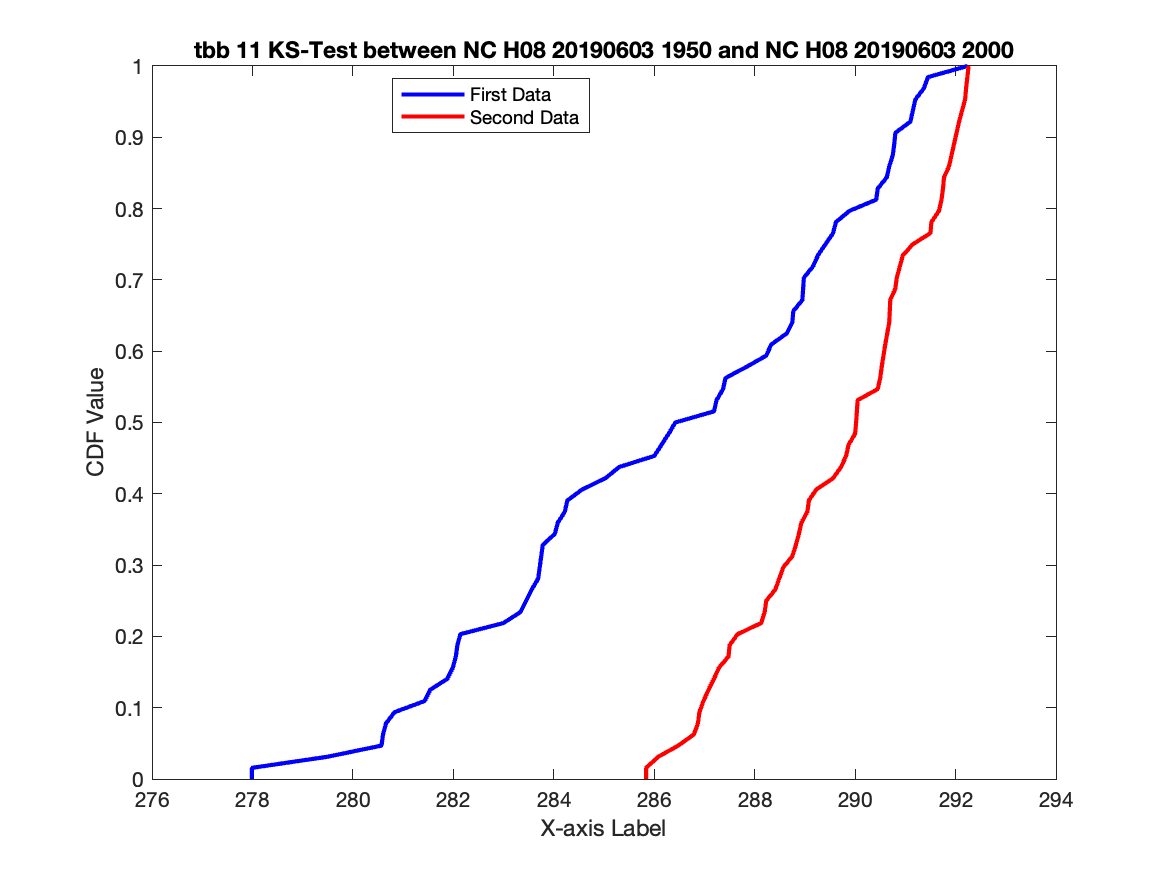 tbb 11 KS-Test between NC H08 20190603 1950 and NC H08 20190603 2000
First Data
Second Data
1
0.9
0.8
0.7
0.6
0.5
0.4
0.3
0.2
0.1
0
CDF Value
276 278 280 282 284 286 288 290 292 294
X-axis Label